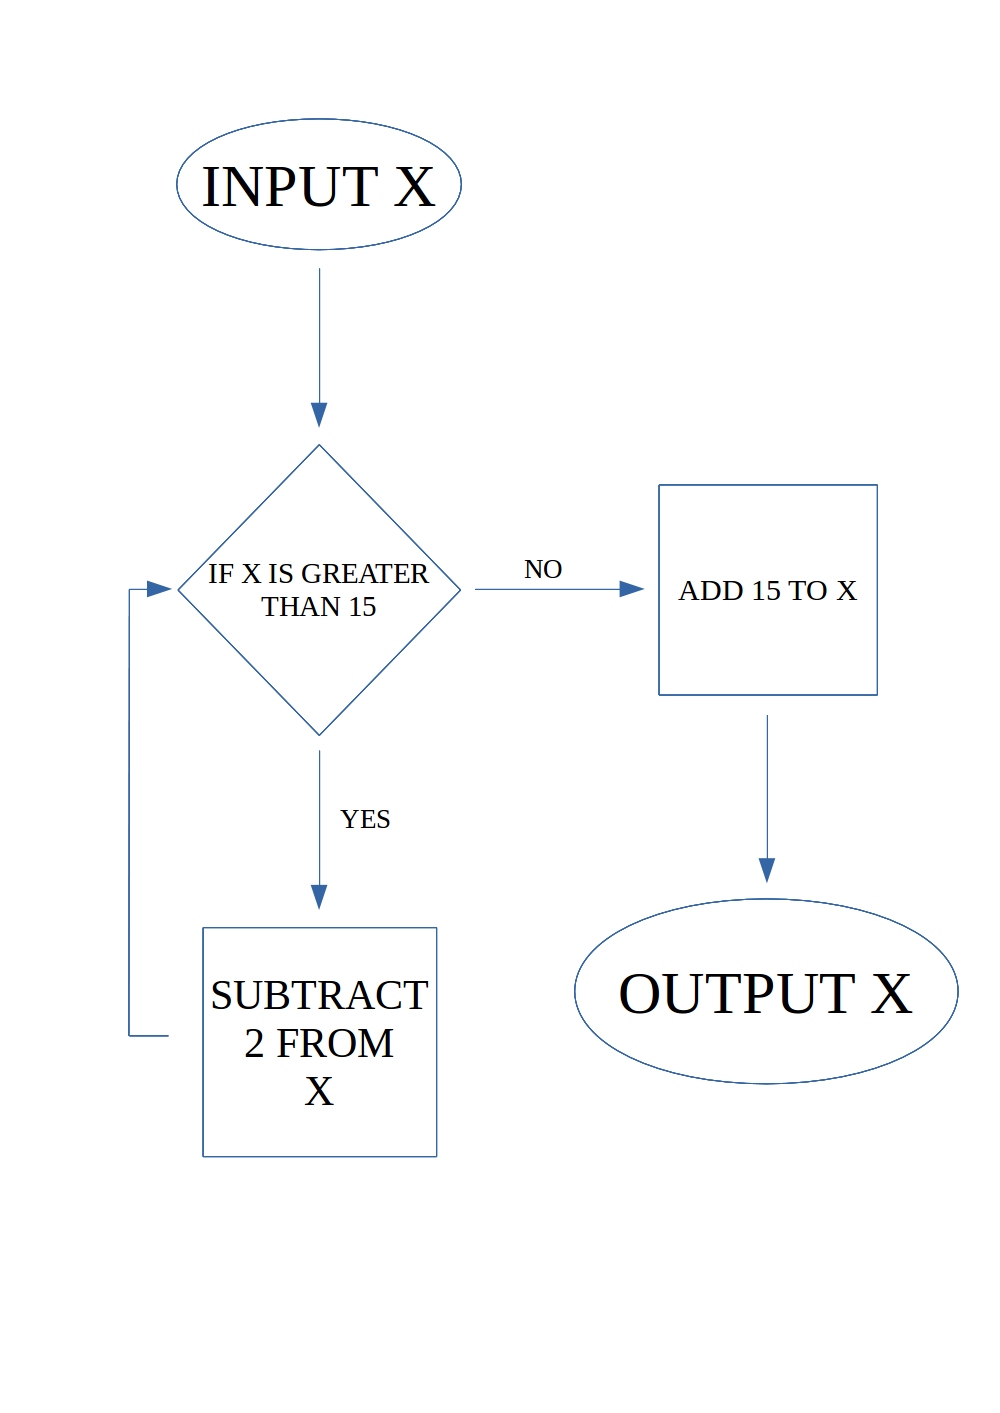 INPUT X
IF X IS GREATER
THAN 15
NO
ADD 15 TO X
YES
SUBTRACT
2 FROM
X
OUTPUT X